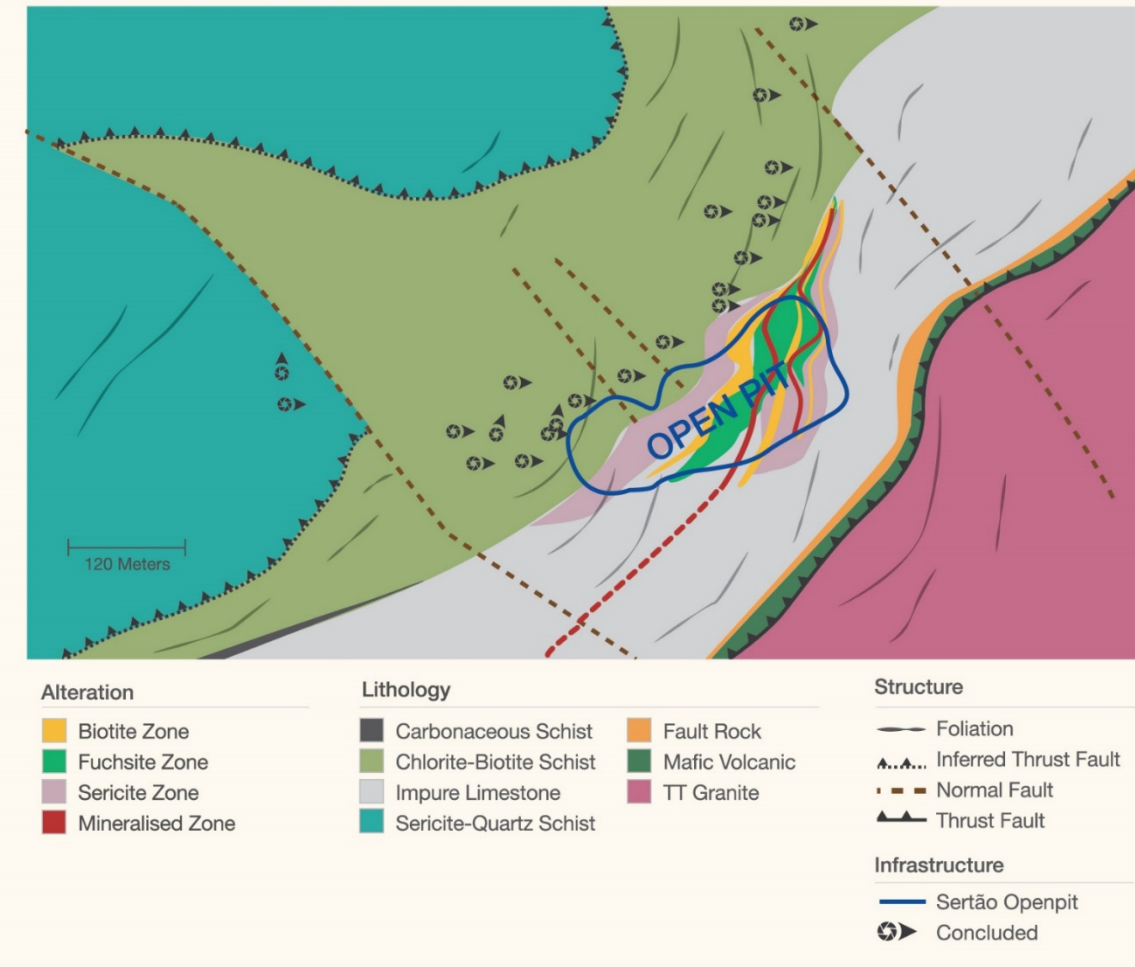 OPEN PIT
120 Meters
Alteration
Biotite Zone
Fuchsite Zone
Sericite Zone
Mineralised Zone
Lithology
Carbonaceous Schist
Chlorite-Biotite Schist
Impure Limestone
Sericite-Quartz Schist
Fault Rock
Mafic Volcanic
TT Granite
Structure
Foliation
Inferred Thrust Fault
Normal Fault
Thrust Fault
Infrastructure
Sertão Openpit
Concluded